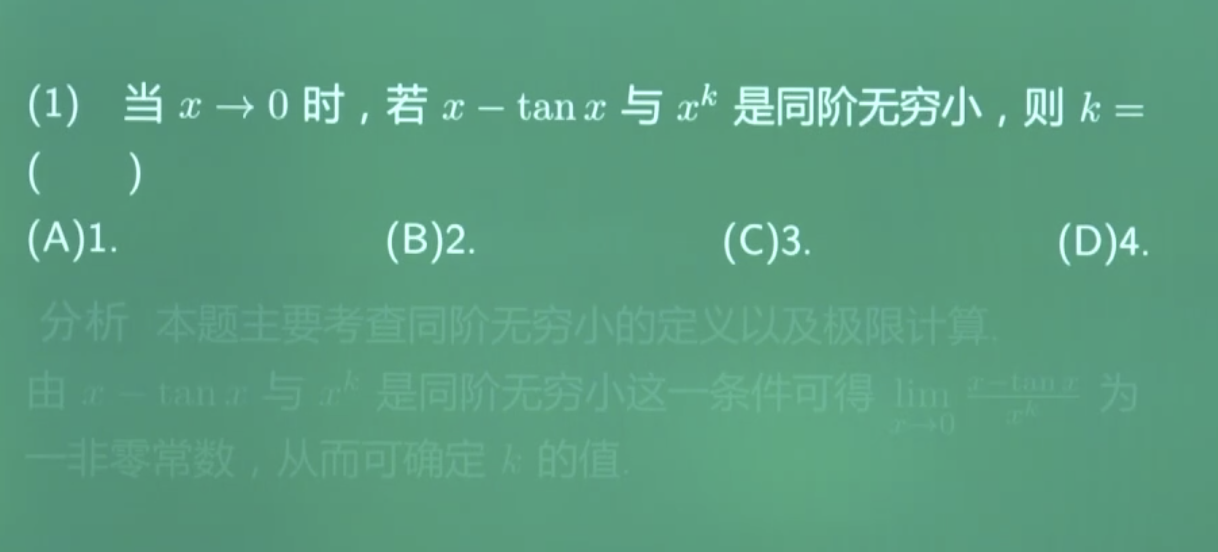 (1) 当 x → 0 时，若 x − tan x 与 x^k 是同阶无穷小，则 k =
( )
(A)1. (B)2. (C)3. (D)4.
分析 本题主要考查同阶无穷小的定义以及极限计算.
由 x − tan x 与 x^k 是同阶无穷小这一条件可得 lim_{x→0} \frac{x−tan x}{x^k} 为
一非零常数，从而可确定 k 的值.